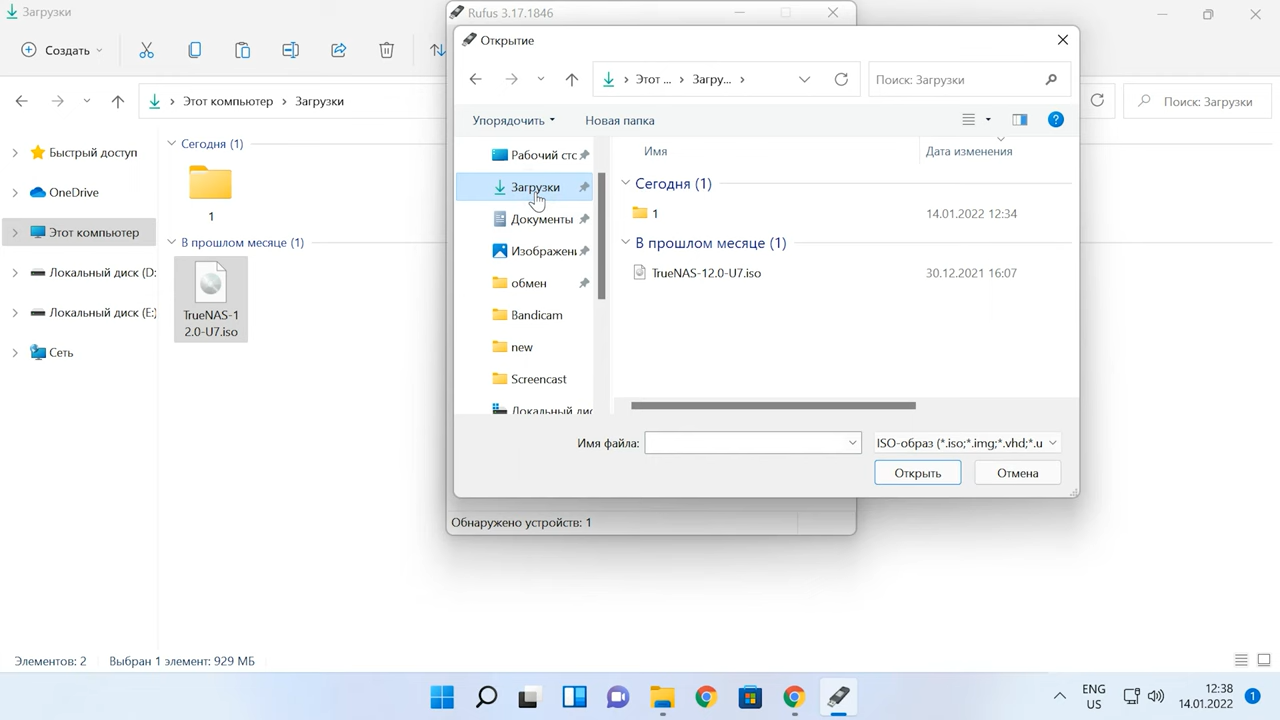 Загрузки
Создать
Этот компьютер
Загрузки
Поиск: Загрузки
Быстрый доступ
OneDrive
Этот компьютер
Локальный диск (D:
Локальный диск (E:)
Сеть
Сегодня (1)
1
В прошлом месяце (1)
TrueNAS-1
2.0-U7.iso
Элементов: 2
Выбран 1 элемент: 929 МБ
Rufus 3.17.1846
Открытие
Этот ...
Загру...
Поиск: Загрузки
Упорядочить
Новая папка
?
Рабочий стс
Загрузки
Документы
Изображени
обмен
Bandicam
new
Screencast
Локальный дис
Имя
Дата изменения
Сегодня (1)
1
14.01.2022 12:34
В прошлом месяце (1)
TrueNAS-12.0-U7.iso
30.12.2021 16:07
Имя файла:
ISO-образ (*.iso;*.img;*.vhd;*.u
Открыть
Отмена
Обнаружено устройств: 1
ENG
US
12:38
14.01.2022
1